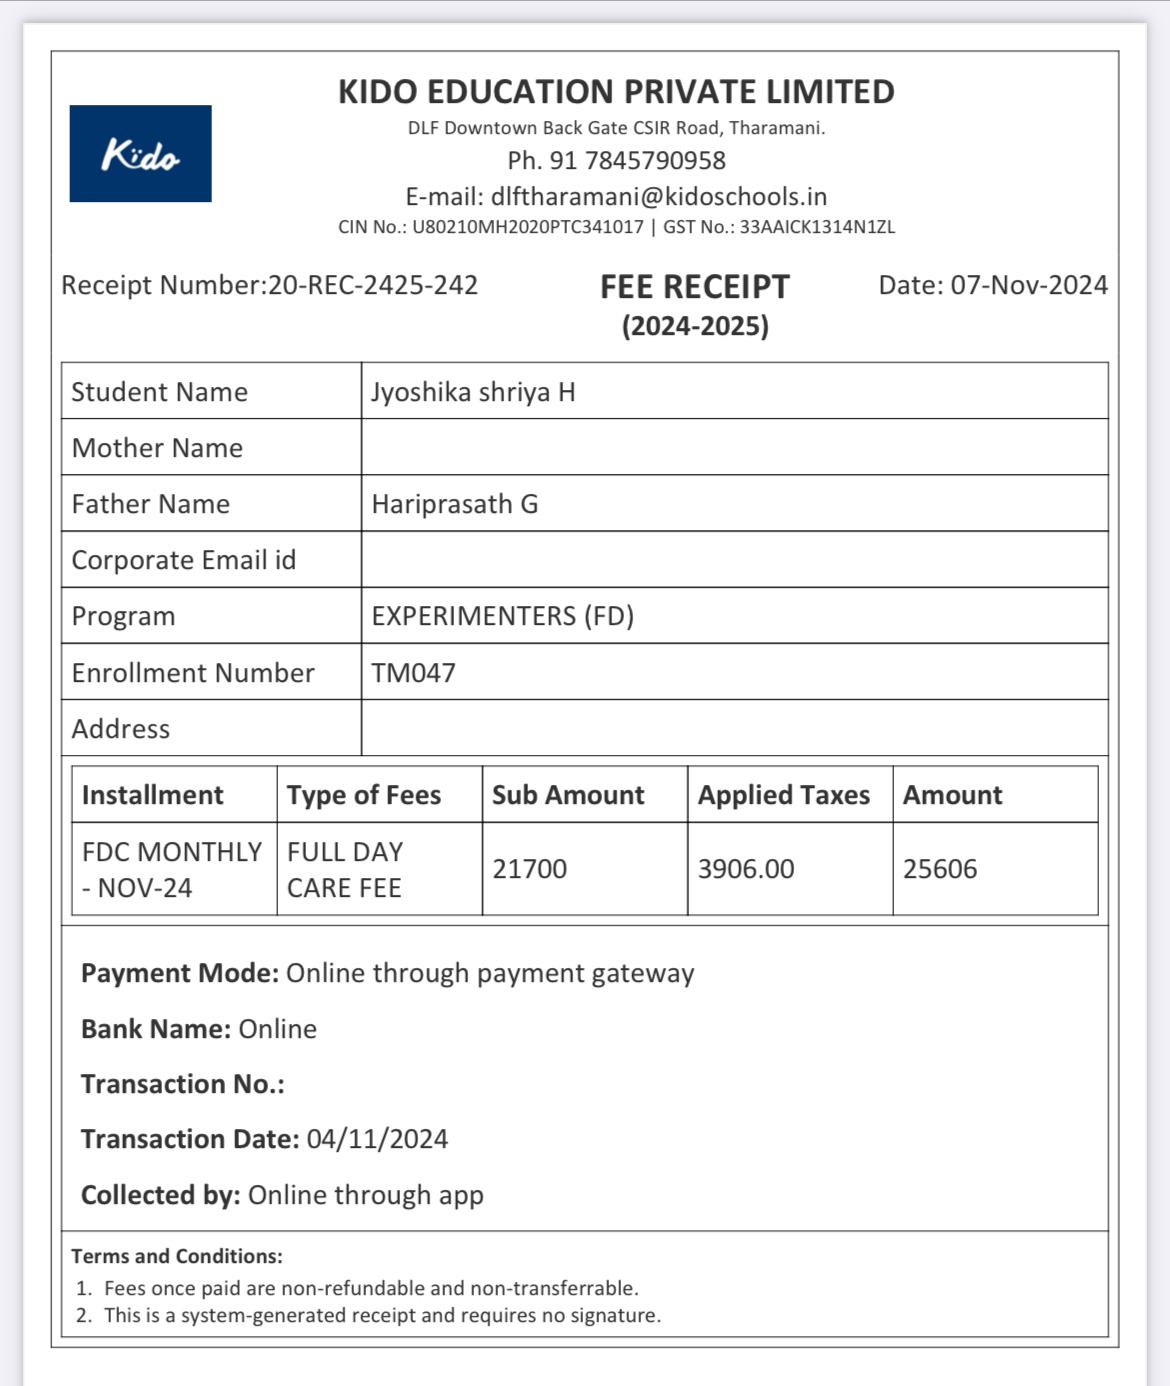 Kïdo
KIDO EDUCATION PRIVATE LIMITED
DLF Downtown Back Gate CSIR Road, Tharamani.
Ph. 91 7845790958
E-mail: dlftharamani@kidoschools.in
CIN No.: U80210MH2020PTC341017 | GST No.: 33AAICK1314N1ZL
Receipt Number:20-REC-2425-242 FEE RECEIPT Date: 07-Nov-2024
(2024-2025)
Student Name Jyoshika shriya H
Mother Name
Father Name Hariprasath G
Corporate Email id
Program EXPERIMENTERS (FD)
Enrollment Number TM047
Address
Installment Type of Fees Sub Amount Applied Taxes Amount
FDC MONTHLY FULL DAY
- NOV-24 CARE FEE 21700 3906.00 25606
Payment Mode: Online through payment gateway
Bank Name: Online
Transaction No.:
Transaction Date: 04/11/2024
Collected by: Online through app
Terms and Conditions:
1. Fees once paid are non-refundable and non-transferrable.
2. This is a system-generated receipt and requires no signature.